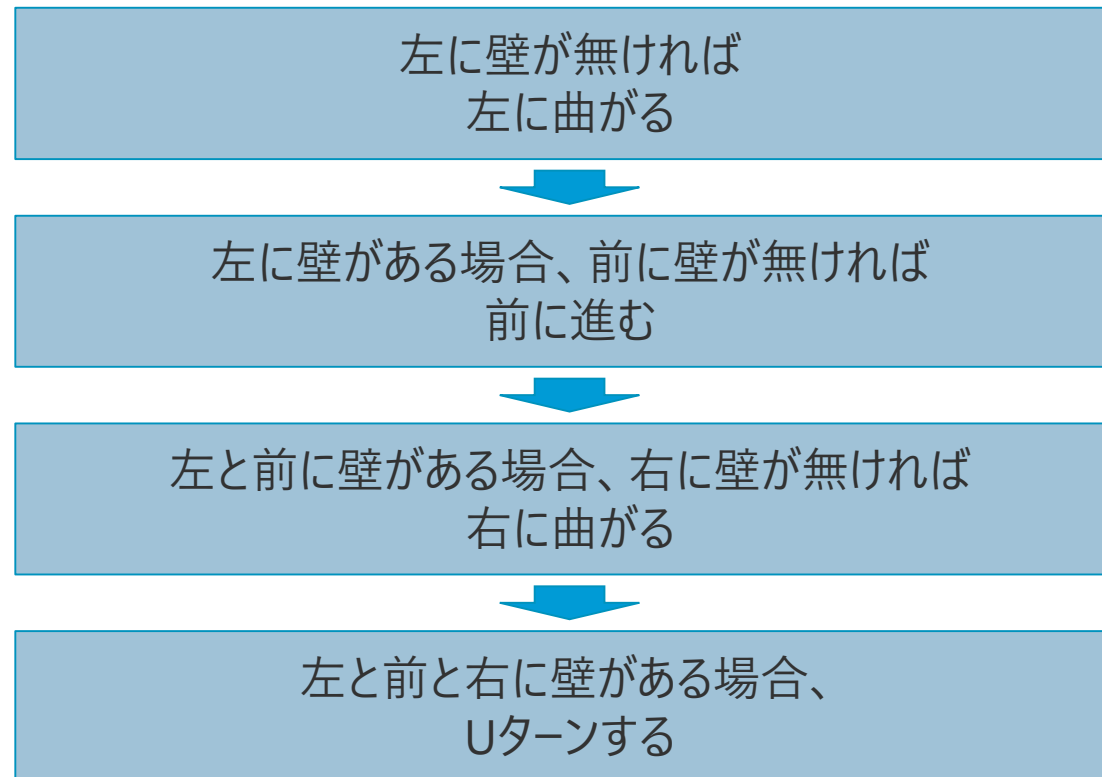 左に壁が無ければ
左に曲がる
左に壁がある場合、前に壁が無ければ
前に進む
左と前に壁がある場合、右に壁が無ければ
右に曲がる
左と前と右に壁がある場合、
Uターンする